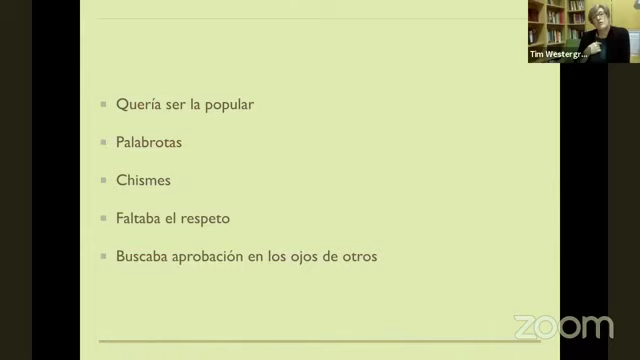 Tim Westergr...
Quería ser la popular
Palabrotas
Chismes
Faltaba el respeto
Buscaba aprobación en los ojos de otros
zoom